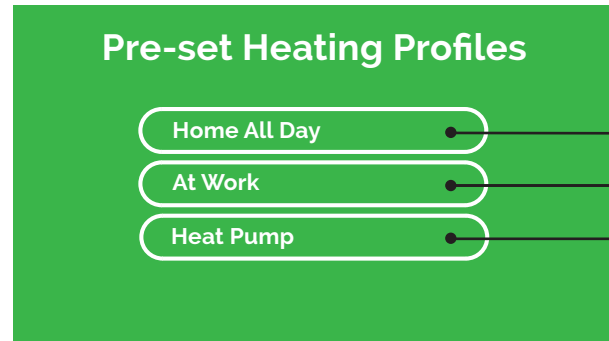 Pre-set Heating Profiles
Home All Day
At Work
Heat Pump